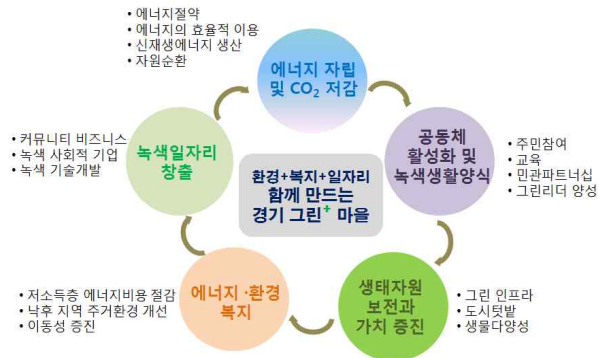 • 에너지절약
• 에너지의 효율적 이용
• 신재생에너지 생산
• 자원순환
에너지 자립
및 CO₂ 저감
공동체
활성화 및
녹색생활양식
• 주민참여
• 교육
• 민관파트너십
• 그린리더 양성
생태자원
보전과
가치 증진
• 그린 인프라
• 도시텃밭
• 생물다양성
에너지 ·환경
복지
• 저소득층 에너지비용 절감
• 낙후 지역 주거환경 개선
• 이동성 증진
녹색일자리
창출
• 커뮤니티 비즈니스
• 녹색 사회적 기업
• 녹색 기술개발
환경+복지+일자리
함께 만드는
경기 그린⁺ 마을